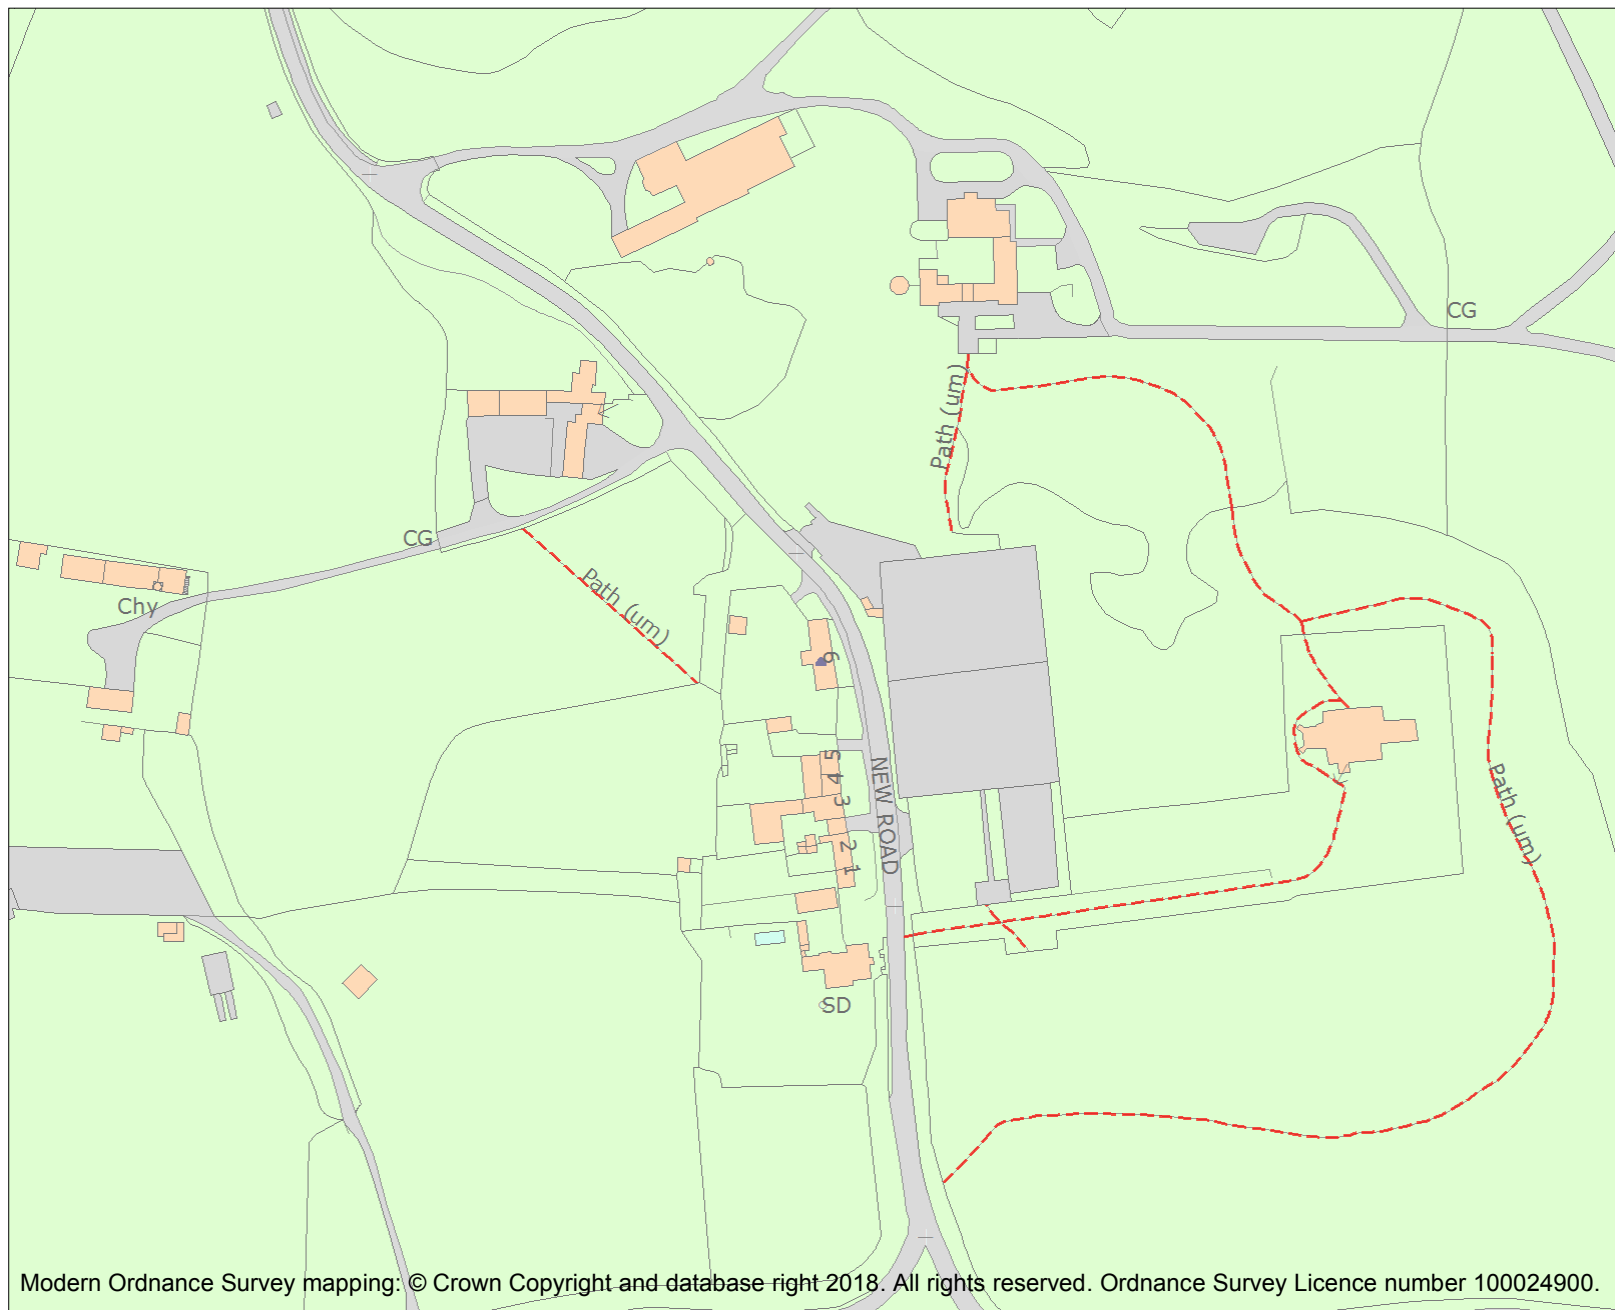 CG
Path (um)
CG
Chy
Path (um)
6
5
4
3
NEW ROAD
Path (um)
2
1
SD
Modern Ordnance Survey mapping: © Crown Copyright and database right 2018. All rights reserved. Ordnance Survey Licence number 100024900.